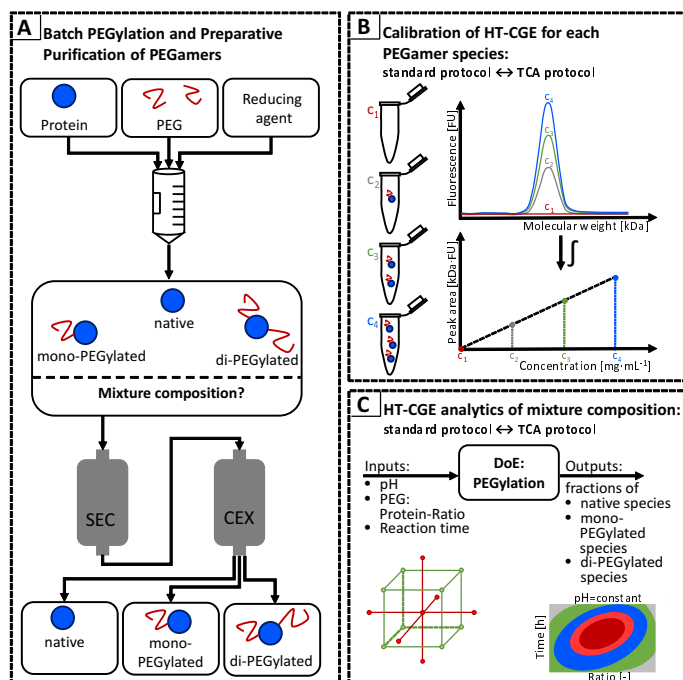 A
Batch PEGylation and Preparative
Purification of PEGamers
Protein
PEG
Reducing
agent
native
mono-PEGylated
di-PEGylated
Mixture composition?
SEC
CEX
native
mono-
PEGylated
di-PEGylated
B
Calibration of HT-CGE for each
PEGamer species:
standard protocol ↔ TCA protocol
c1
c2
c3
c4
Fluorescence [FU]
c4
c3
c2
c1
Molecular weight [kDa]
∫
Peak area [kDa·FU]
c1
c2
c3
c4
Concentration [mg·mL⁻¹]
C
HT-CGE analytics of mixture composition:
standard protocol ↔ TCA protocol
Inputs:
• pH
• PEG:
Protein-Ratio
• Reaction time
DoE:
PEGylation
Outputs:
fractions of
• native species
• mono-
PEGylated
species
• di-PEGylated
species
pH=constant
Time [h]
Ratio [-]